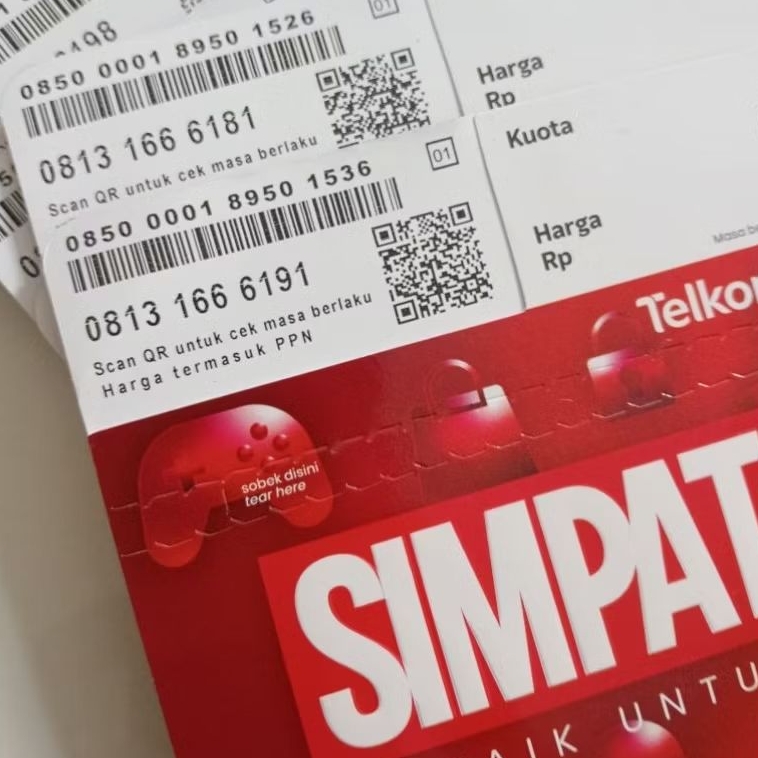 0850 0001 8950 1526
01
0813 166 6181
Scan QR untuk cek masa berlaku
Harga
Rp
0850 0001 8950 1536
01
0813 166 6191
Scan QR untuk cek masa berlaku
Harga termasuk PPN
Kuota
Harga
Rp
Masa
sobek disini
tear here
UNTU